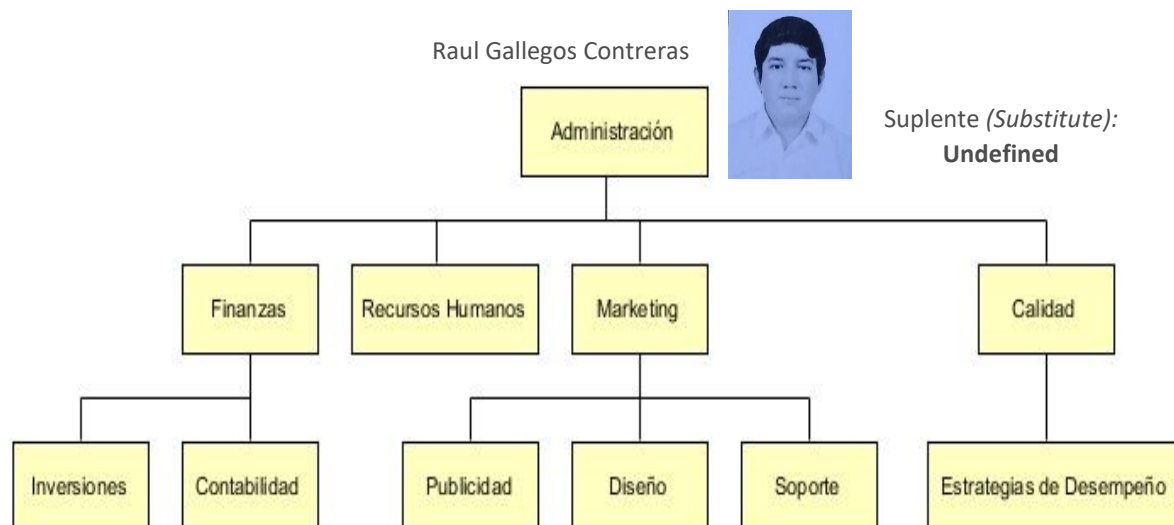 Raul Gallegos Contreras
Administración
Suplente (Substitute):
Undefined
Finanzas
Recursos Humanos
Marketing
Calidad
Inversiones
Contabilidad
Publicidad
Diseño
Soporte
Estrategias de Desempeño